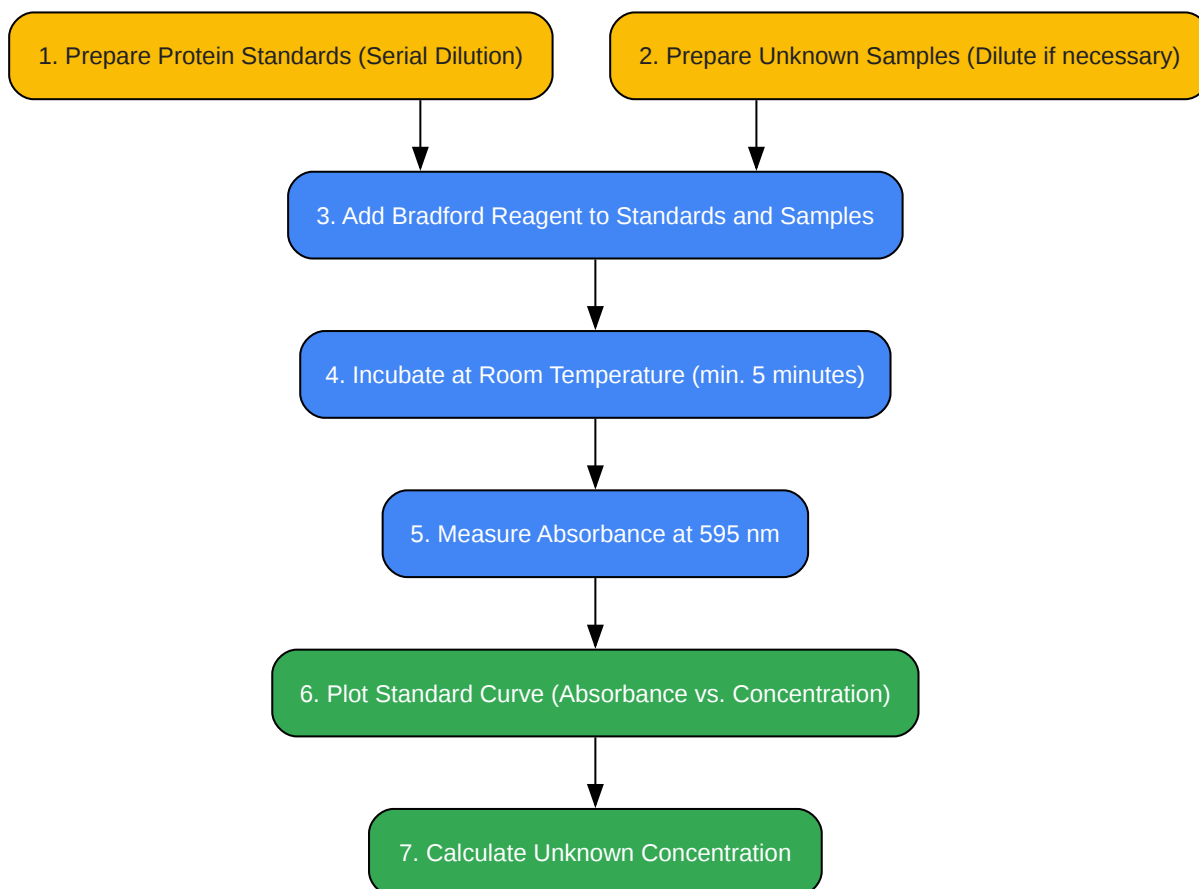 1. Prepare Protein Standards (Serial Dilution)
2. Prepare Unknown Samples (Dilute if necessary)
3. Add Bradford Reagent to Standards and Samples
4. Incubate at Room Temperature (min. 5 minutes)
5. Measure Absorbance at 595 nm
6. Plot Standard Curve (Absorbance vs. Concentration)
7. Calculate Unknown Concentration